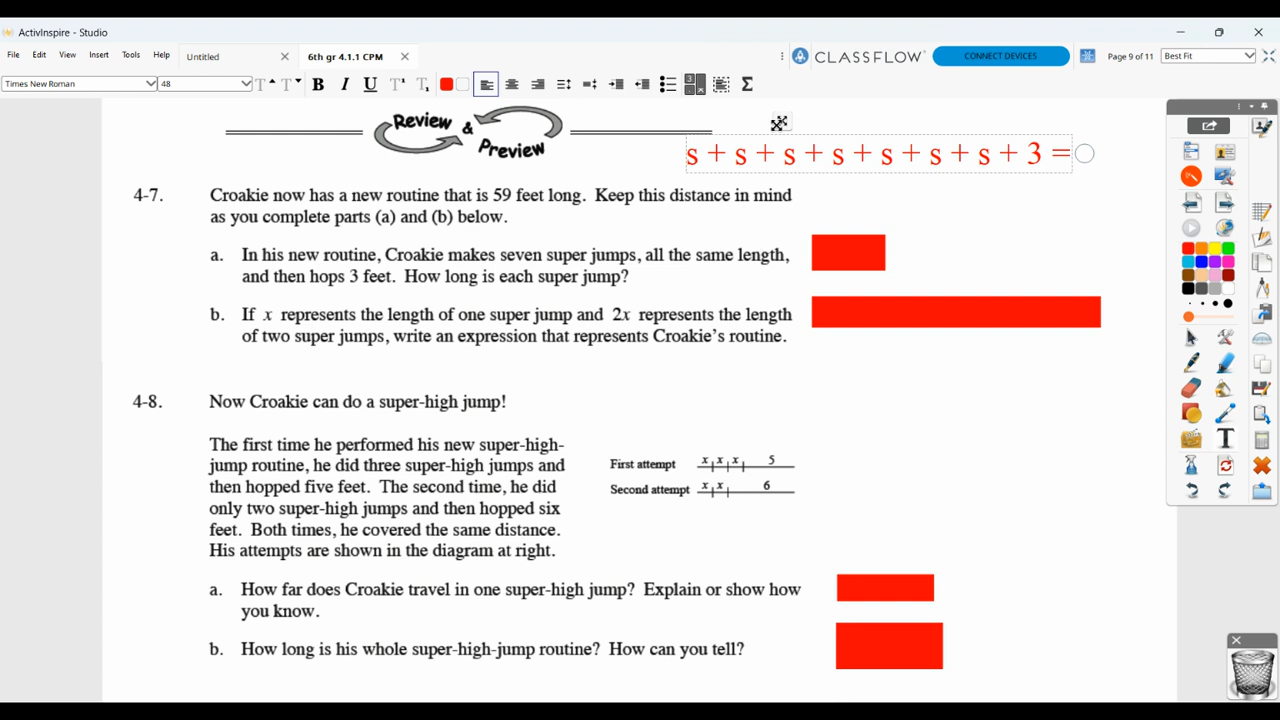 ActivInspire - Studio
File Edit View Insert Tools Help Untitled 6th gr 4.1.1 CPM CLASSFLOW CONNECT DEVICES Page 9 of 11 Best Fit
Times New Roman 48 B I U
Review & Preview
s + s + s + s + s + s + s + 3 =
4-7. Croakie now has a new routine that is 59 feet long. Keep this distance in mind
as you complete parts (a) and (b) below.
a. In his new routine, Croakie makes seven super jumps, all the same length,
and then hops 3 feet. How long is each super jump?
b. If x represents the length of one super jump and 2x represents the length
of two super jumps, write an expression that represents Croakie's routine.
4-8. Now Croakie can do a super-high jump!
The first time he performed his new super-high-
jump routine, he did three super-high jumps and
then hopped five feet. The second time, he did
only two super-high jumps and then hopped six
feet. Both times, he covered the same distance.
His attempts are shown in the diagram at right.
First attempt x x x 5
Second attempt x x 6
a. How far does Croakie travel in one super-high jump? Explain or show how
you know.
b. How long is his whole super-high-jump routine? How can you tell?